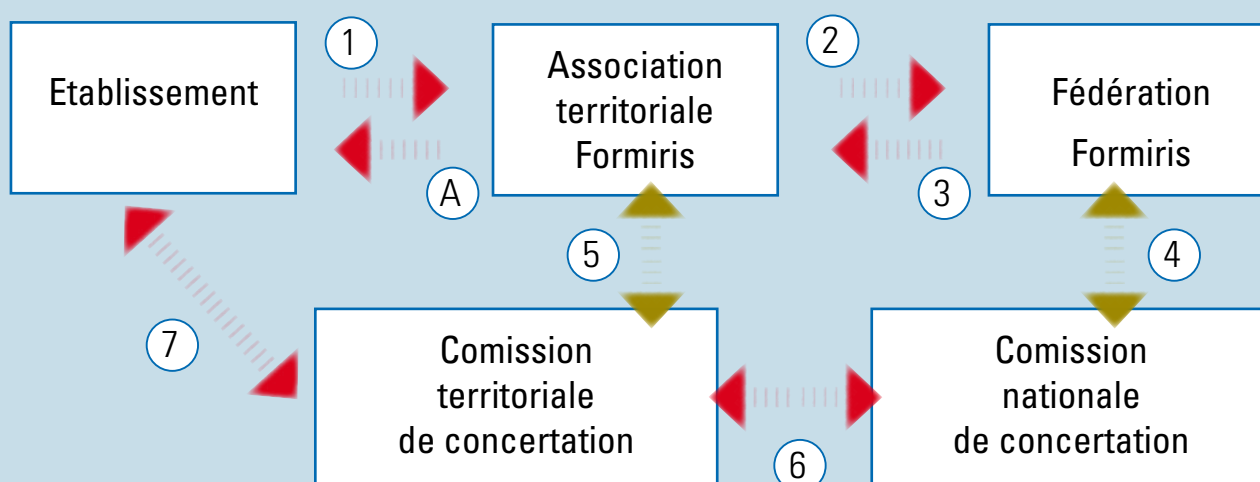 Etablissement
1
Association
territoriale
Formiris
2
Fédération
Formiris
A
3
5
4
7
Comission
territoriale
de concertation
6
Comission
nationale
de concertation